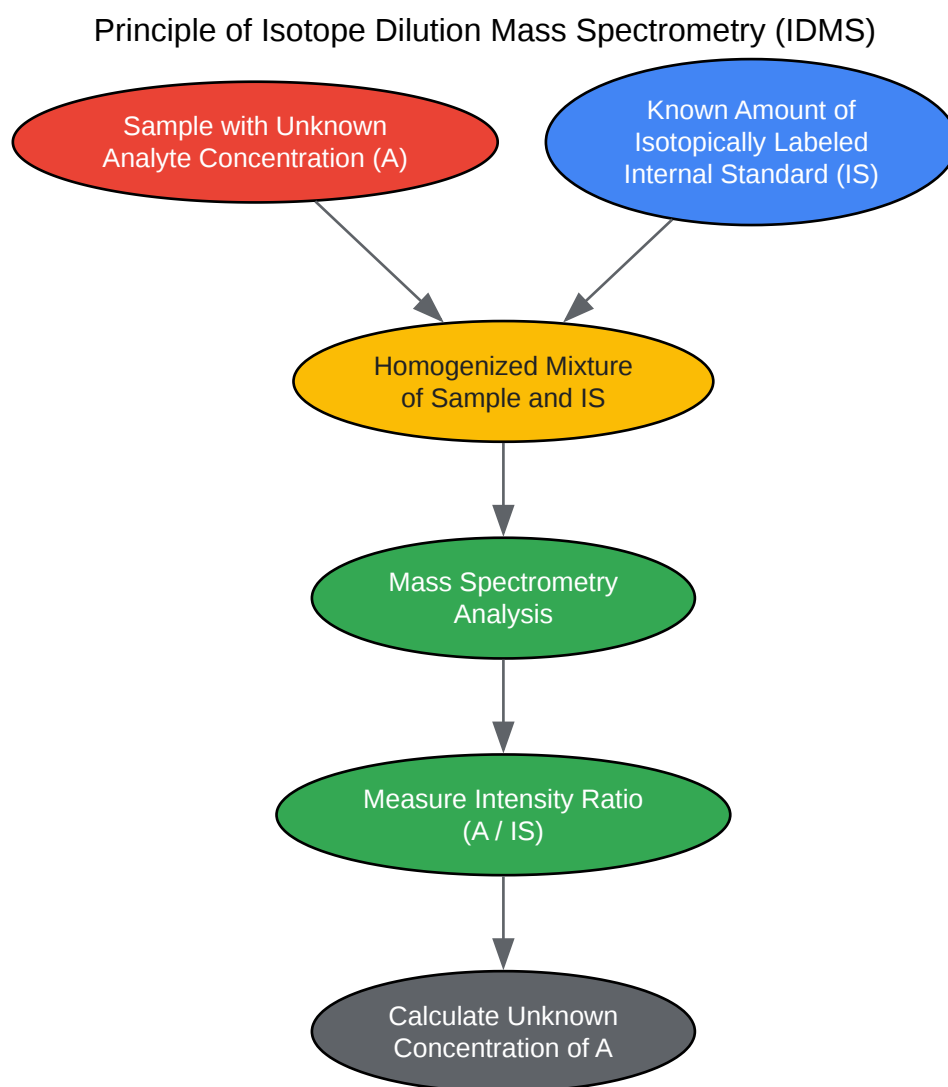 Principle of Isotope Dilution Mass Spectrometry (IDMS)
Sample with Unknown
Analyte Concentration (A)
Known Amount of
Isotopically Labeled
Internal Standard (IS)
Homogenized Mixture
of Sample and IS
Mass Spectrometry
Analysis
Measure Intensity Ratio
(A / IS)
Calculate Unknown
Concentration of A